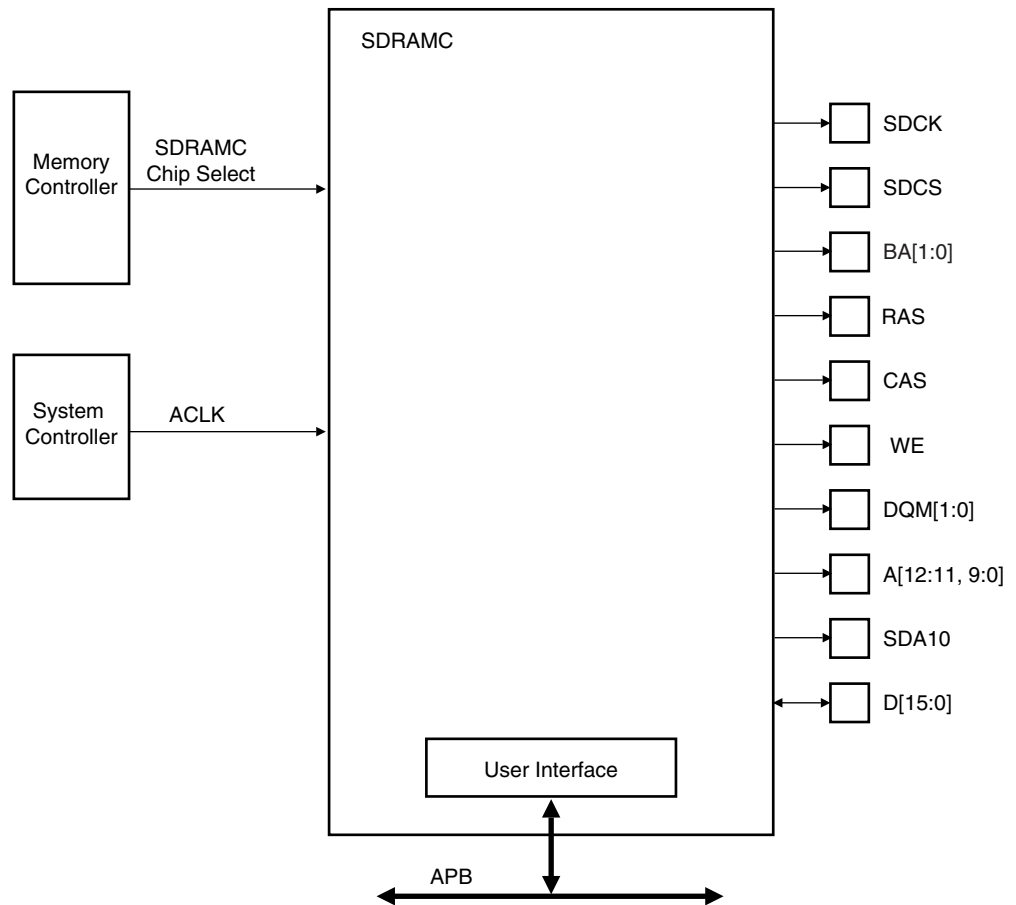 SDRAMC
Memory
Controller
SDRAMC
Chip Select
System
Controller
ACLK
SDCK
SDCS
BA[1:0]
RAS
CAS
WE
DQM[1:0]
A[12:11, 9:0]
SDA10
D[15:0]
User Interface
APB